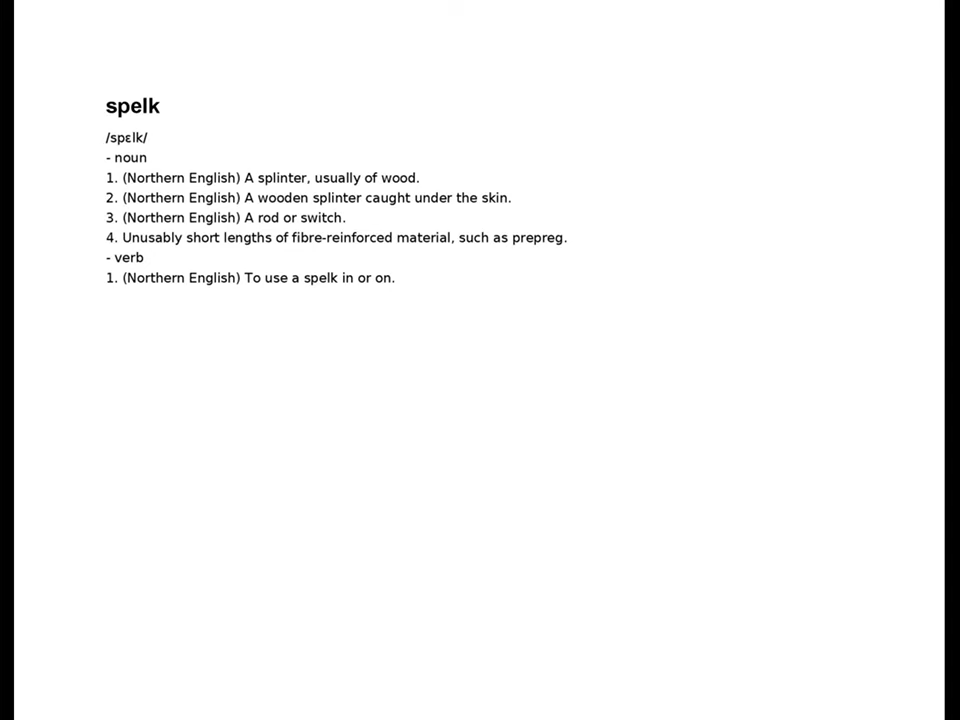 spelk
/spɛlk/
- noun
1. (Northern English) A splinter, usually of wood.
2. (Northern English) A wooden splinter caught under the skin.
3. (Northern English) A rod or switch.
4. Unusably short lengths of fibre-reinforced material, such as prepreg.
- verb
1. (Northern English) To use a spelk in or on.